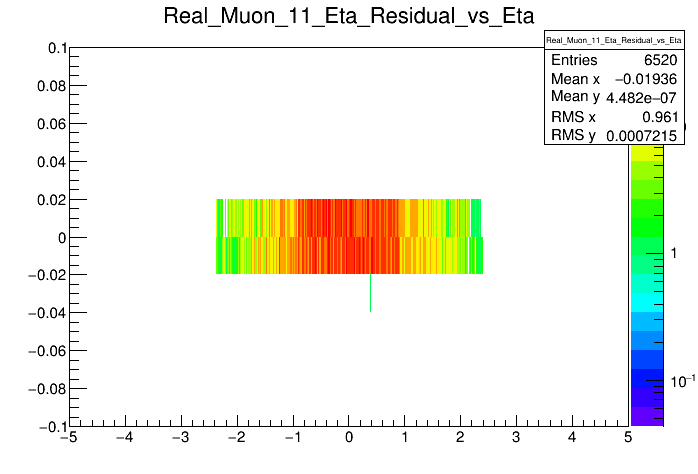 Real_Muon_11_Eta_Residual_vs_Eta
Real_Muon_11_Eta_Residual_vs_Eta
Entries 6520
Mean x −0.01936
Mean y 4.482e−07
RMS x 0.961
RMS y 0.0007215
0.1
0.08
0.06
0.04
0.02
0
−0.02
−0.04
−0.06
−0.08
−0.1
−5 −4 −3 −2 −1 0 1 2 3 4 5
1
10⁻¹